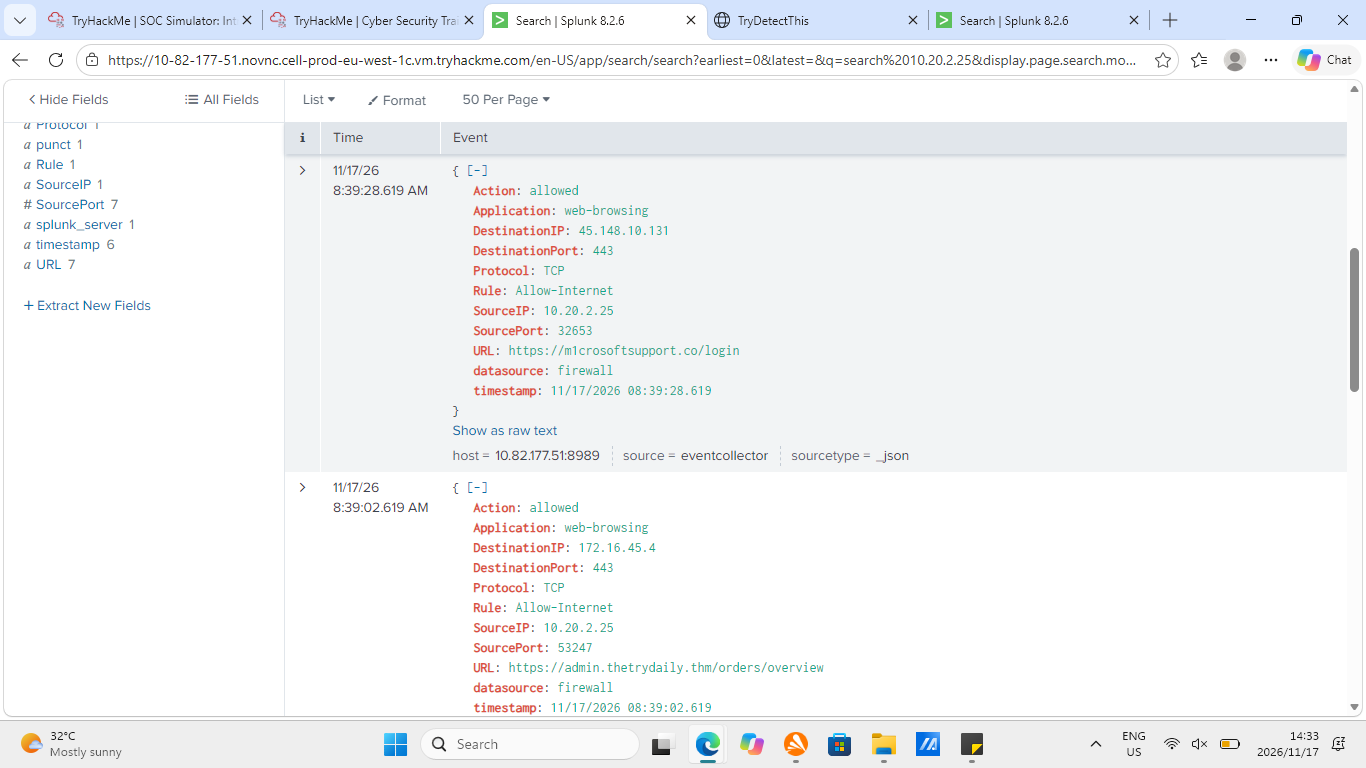 TryHackMe | SOC Simulator: Int
TryHackMe | Cyber Security Trai
Search | Splunk 8.2.6
TryDetectThis
Search | Splunk 8.2.6
https://10-82-177-51.novnc.cell-prod-eu-west-1c.vm.tryhackme.com/en-US/app/search/search?earliest=0&latest=&q=search%2010.20.2.25&display.page.search.mo...
Chat
Hide Fields
All Fields
List
Format
50 Per Page
a Protocol 1
a punct 1
a Rule 1
a SourceIP 1
# SourcePort 7
a splunk_server 1
a timestamp 6
a URL 7
+ Extract New Fields
i Time Event
11/17/26
8:39:28.619 AM
{ [-]
Action: allowed
Application: web-browsing
DestinationIP: 45.148.10.131
DestinationPort: 443
Protocol: TCP
Rule: Allow-Internet
SourceIP: 10.20.2.25
SourcePort: 32653
URL: https://m1crosoftsupport.co/login
datasource: firewall
timestamp: 11/17/2026 08:39:28.619
}
Show as raw text
host = 10.82.177.51:8989 source = eventcollector sourcetype = _json
11/17/26
8:39:02.619 AM
{ [-]
Action: allowed
Application: web-browsing
DestinationIP: 172.16.45.4
DestinationPort: 443
Protocol: TCP
Rule: Allow-Internet
SourceIP: 10.20.2.25
SourcePort: 53247
URL: https://admin.thetrydaily.thm/orders/overview
datasource: firewall
timestamp: 11/17/2026 08:39:02.619
32°C
Mostly sunny
Search
ENG
US
14:33
2026/11/17